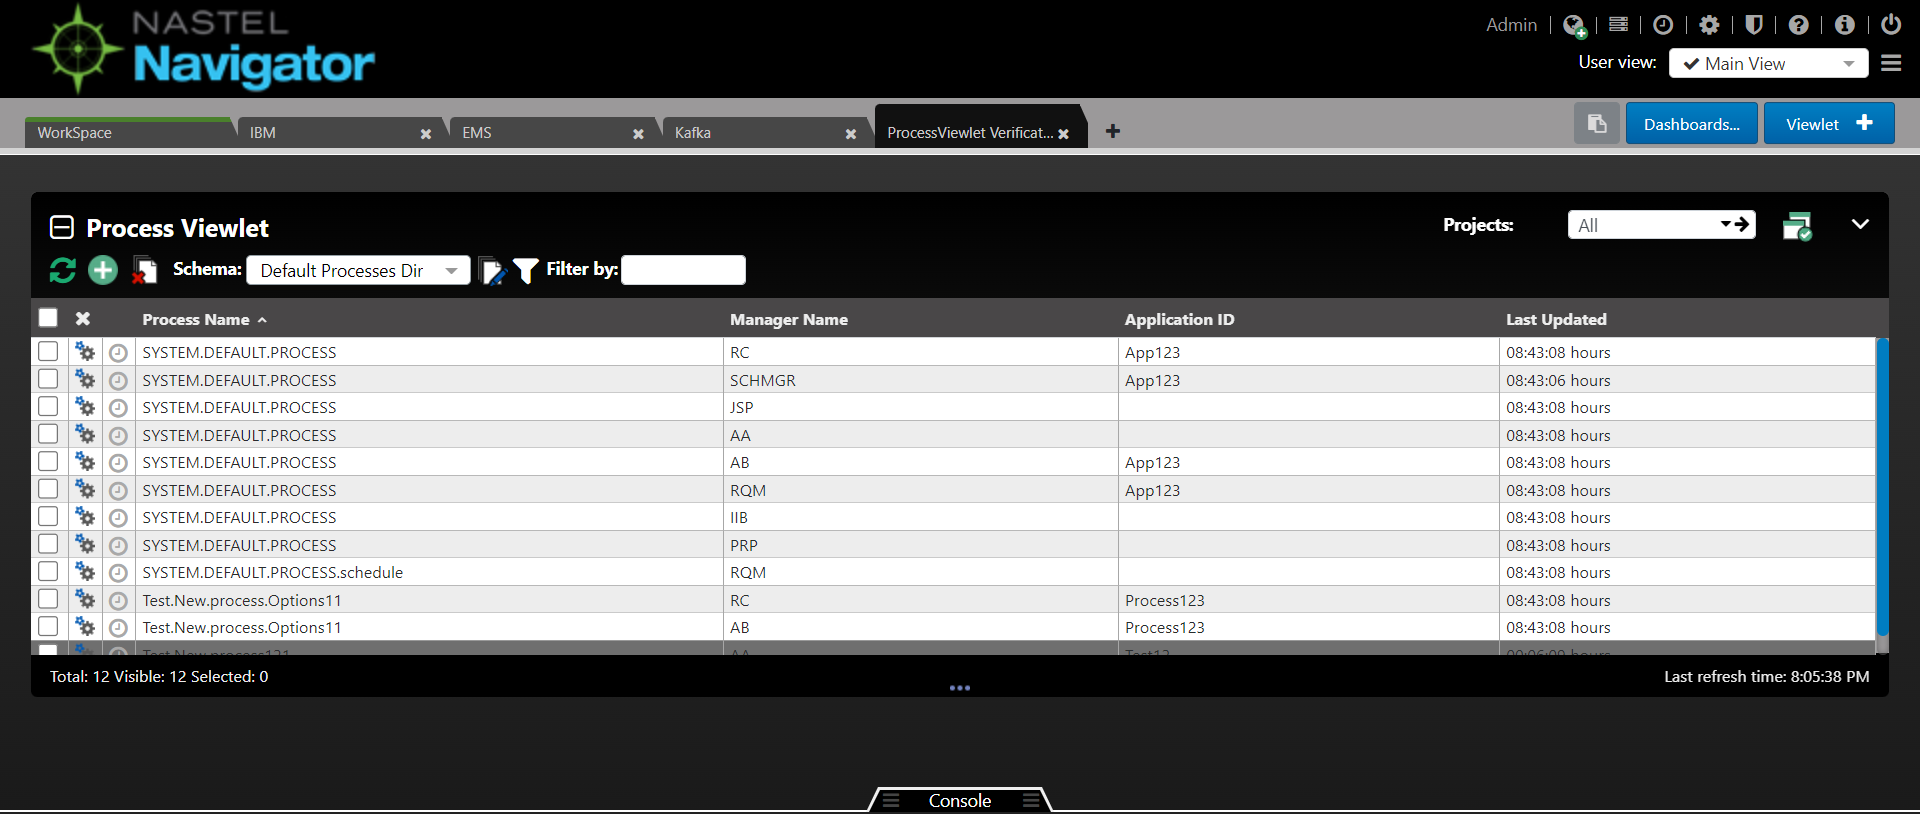 NASTEL
Navigator
Admin
User view: Main View
WorkSpace IBM EMS Kafka ProcessViewlet Verificat... Dashboards... Viewlet
Process Viewlet Projects: All
Schema: Default Processes Dir Filter by:
Process Name Manager Name Application ID Last Updated
SYSTEM.DEFAULT.PROCESS RC App123 08:43:08 hours
SYSTEM.DEFAULT.PROCESS SCHMGR App123 08:43:06 hours
SYSTEM.DEFAULT.PROCESS JSP 08:43:08 hours
SYSTEM.DEFAULT.PROCESS AA 08:43:08 hours
SYSTEM.DEFAULT.PROCESS AB App123 08:43:08 hours
SYSTEM.DEFAULT.PROCESS RQM App123 08:43:08 hours
SYSTEM.DEFAULT.PROCESS IIB 08:43:08 hours
SYSTEM.DEFAULT.PROCESS PRP 08:43:08 hours
SYSTEM.DEFAULT.PROCESS.schedule RQM 08:43:08 hours
Test.New.process.Options11 RC Process123 08:43:08 hours
Test.New.process.Options11 AB Process123 08:43:08 hours
Test.New.process121 AA Test12 hours
Total: 12 Visible: 12 Selected: 0 Last refresh time: 8:05:38 PM
Console